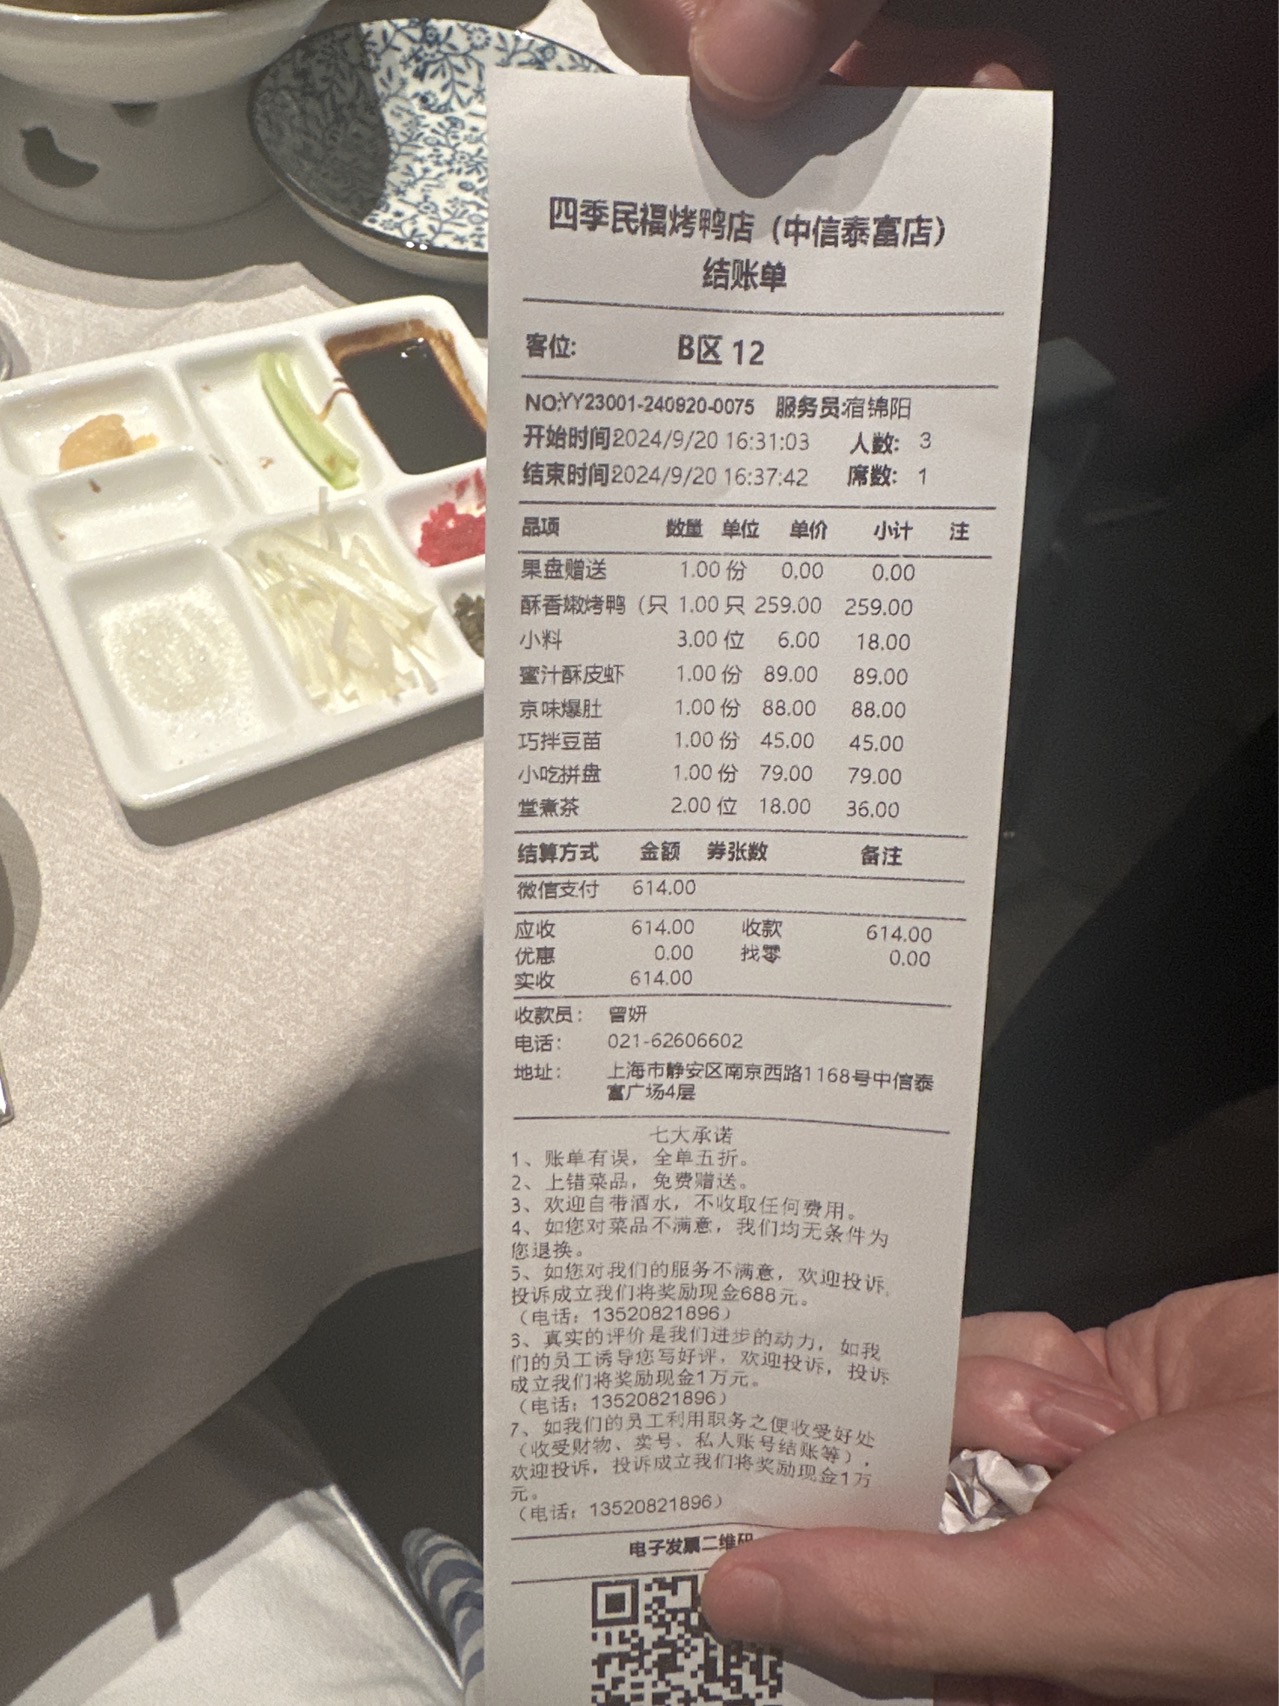 四季民福烤鸭店（中信泰富店）
结账单
客位: B区 12
NO:YY23001-240920-0075 服务员:宿锦阳
开始时间2024/9/20 16:31:03 人数: 3
结束时间2024/9/20 16:37:42 席数: 1
品项 数量 单位 单价 小计 注
果盘赠送 1.00 份 0.00 0.00
酥香嫩烤鸭（只 1.00 只 259.00 259.00
小料 3.00 位 6.00 18.00
蜜汁酥皮虾 1.00 份 89.00 89.00
京味爆肚 1.00 份 88.00 88.00
巧拌豆苗 1.00 份 45.00 45.00
小吃拼盘 1.00 份 79.00 79.00
堂煮茶 2.00 位 18.00 36.00
结算方式 金额 券张数 备注
微信支付 614.00
应收 614.00 收款 614.00
优惠 0.00 找零 0.00
实收 614.00
收款员: 曾妍
电话: 021-62606602
地址: 上海市静安区南京西路1168号中信泰
富广场4层
七大承诺
1、账单有误，全单五折。
2、上错菜品，免费赠送。
3、欢迎自带酒水，不收取任何费用。
4、如您对菜品不满意，我们均无条件为
您退换。
5、如您对我们的服务不满意，欢迎投诉，
投诉成立我们将奖励现金688元。
（电话：13520821896）
6、真实的评价是我们进步的动力，如我
们的员工诱导您写好评，欢迎投诉，投诉
成立我们将奖励现金1万元。
（电话：13520821896）
7、如我们的员工利用职务之便收受好处
（收受财物、卖号、私人账号结账等），
欢迎投诉，投诉成立我们将奖励现金1万
元。
（电话：13520821896）
电子发票二维码